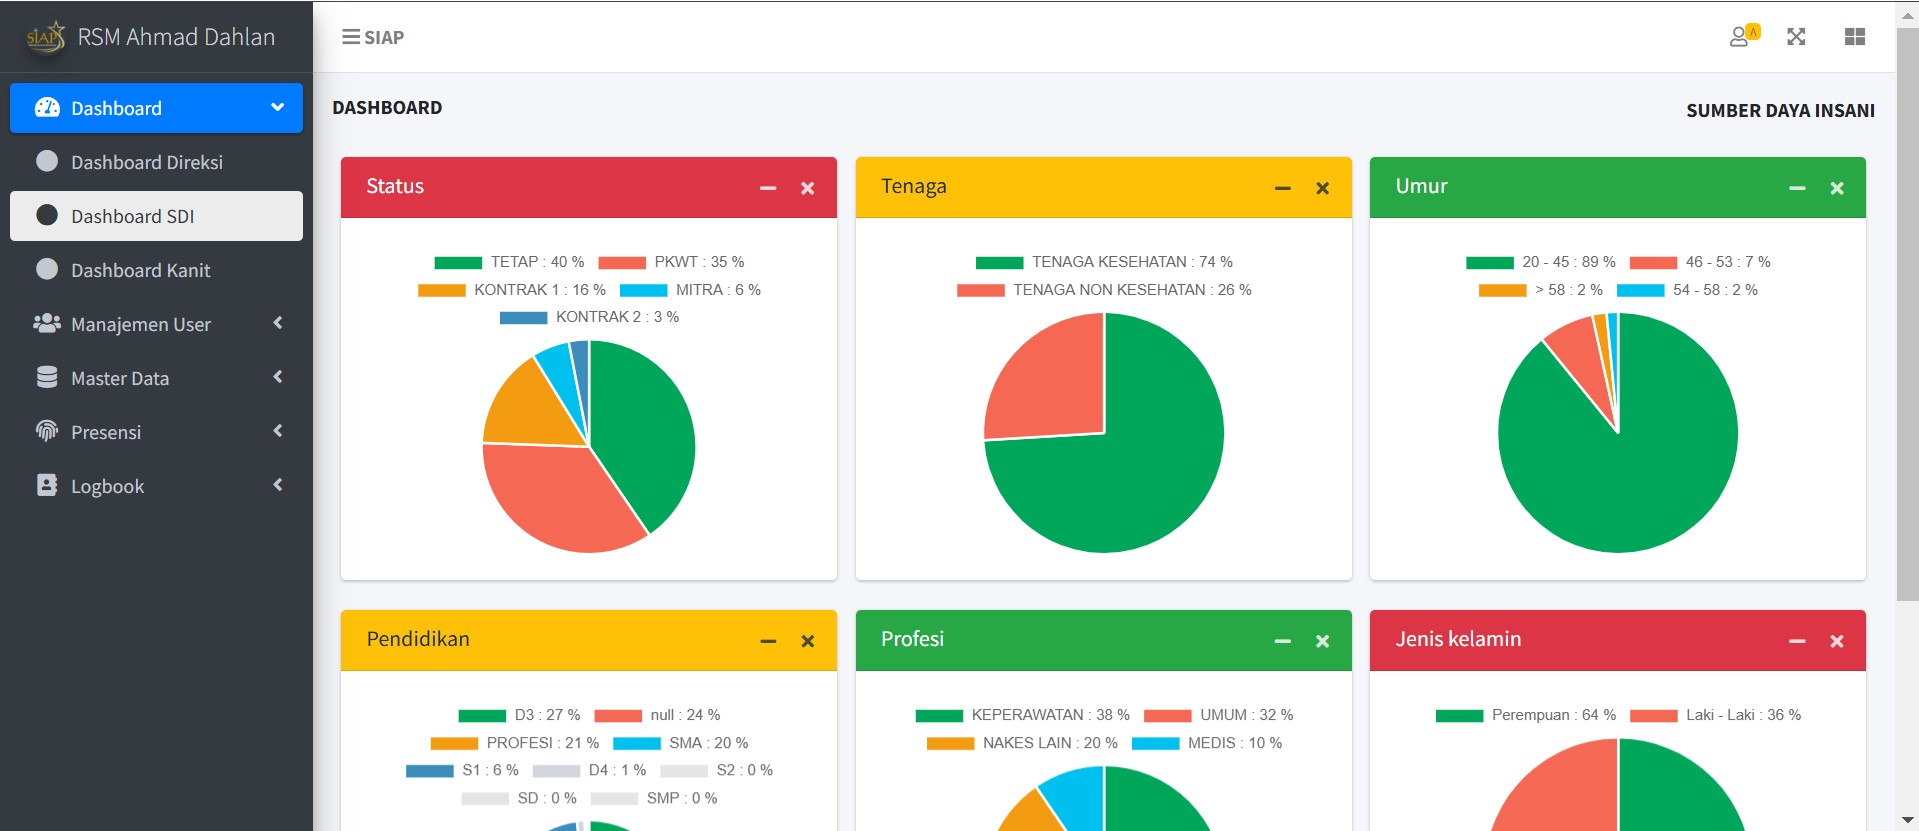 SIAP RSM Ahmad Dahlan
SIAP
A
Dashboard
Dashboard Direksi
Dashboard SDI
Dashboard Kanit
Manajemen User
Master Data
Presensi
Logbook
DASHBOARD
SUMBER DAYA INSANI
Status
TETAP : 40 % PKWT : 35 %
KONTRAK 1 : 16 % MITRA : 6 %
KONTRAK 2 : 3 %
Tenaga
TENAGA KESEHATAN : 74 %
TENAGA NON KESEHATAN : 26 %
Umur
20 - 45 : 89 % 46 - 53 : 7 %
> 58 : 2 % 54 - 58 : 2 %
Pendidikan
D3 : 27 % null : 24 %
PROFESI : 21 % SMA : 20 %
S1 : 6 % D4 : 1 % S2 : 0 %
SD : 0 % SMP : 0 %
Profesi
KEPERAWATAN : 38 % UMUM : 32 %
NAKES LAIN : 20 % MEDIS : 10 %
Jenis kelamin
Perempuan : 64 % Laki - Laki : 36 %